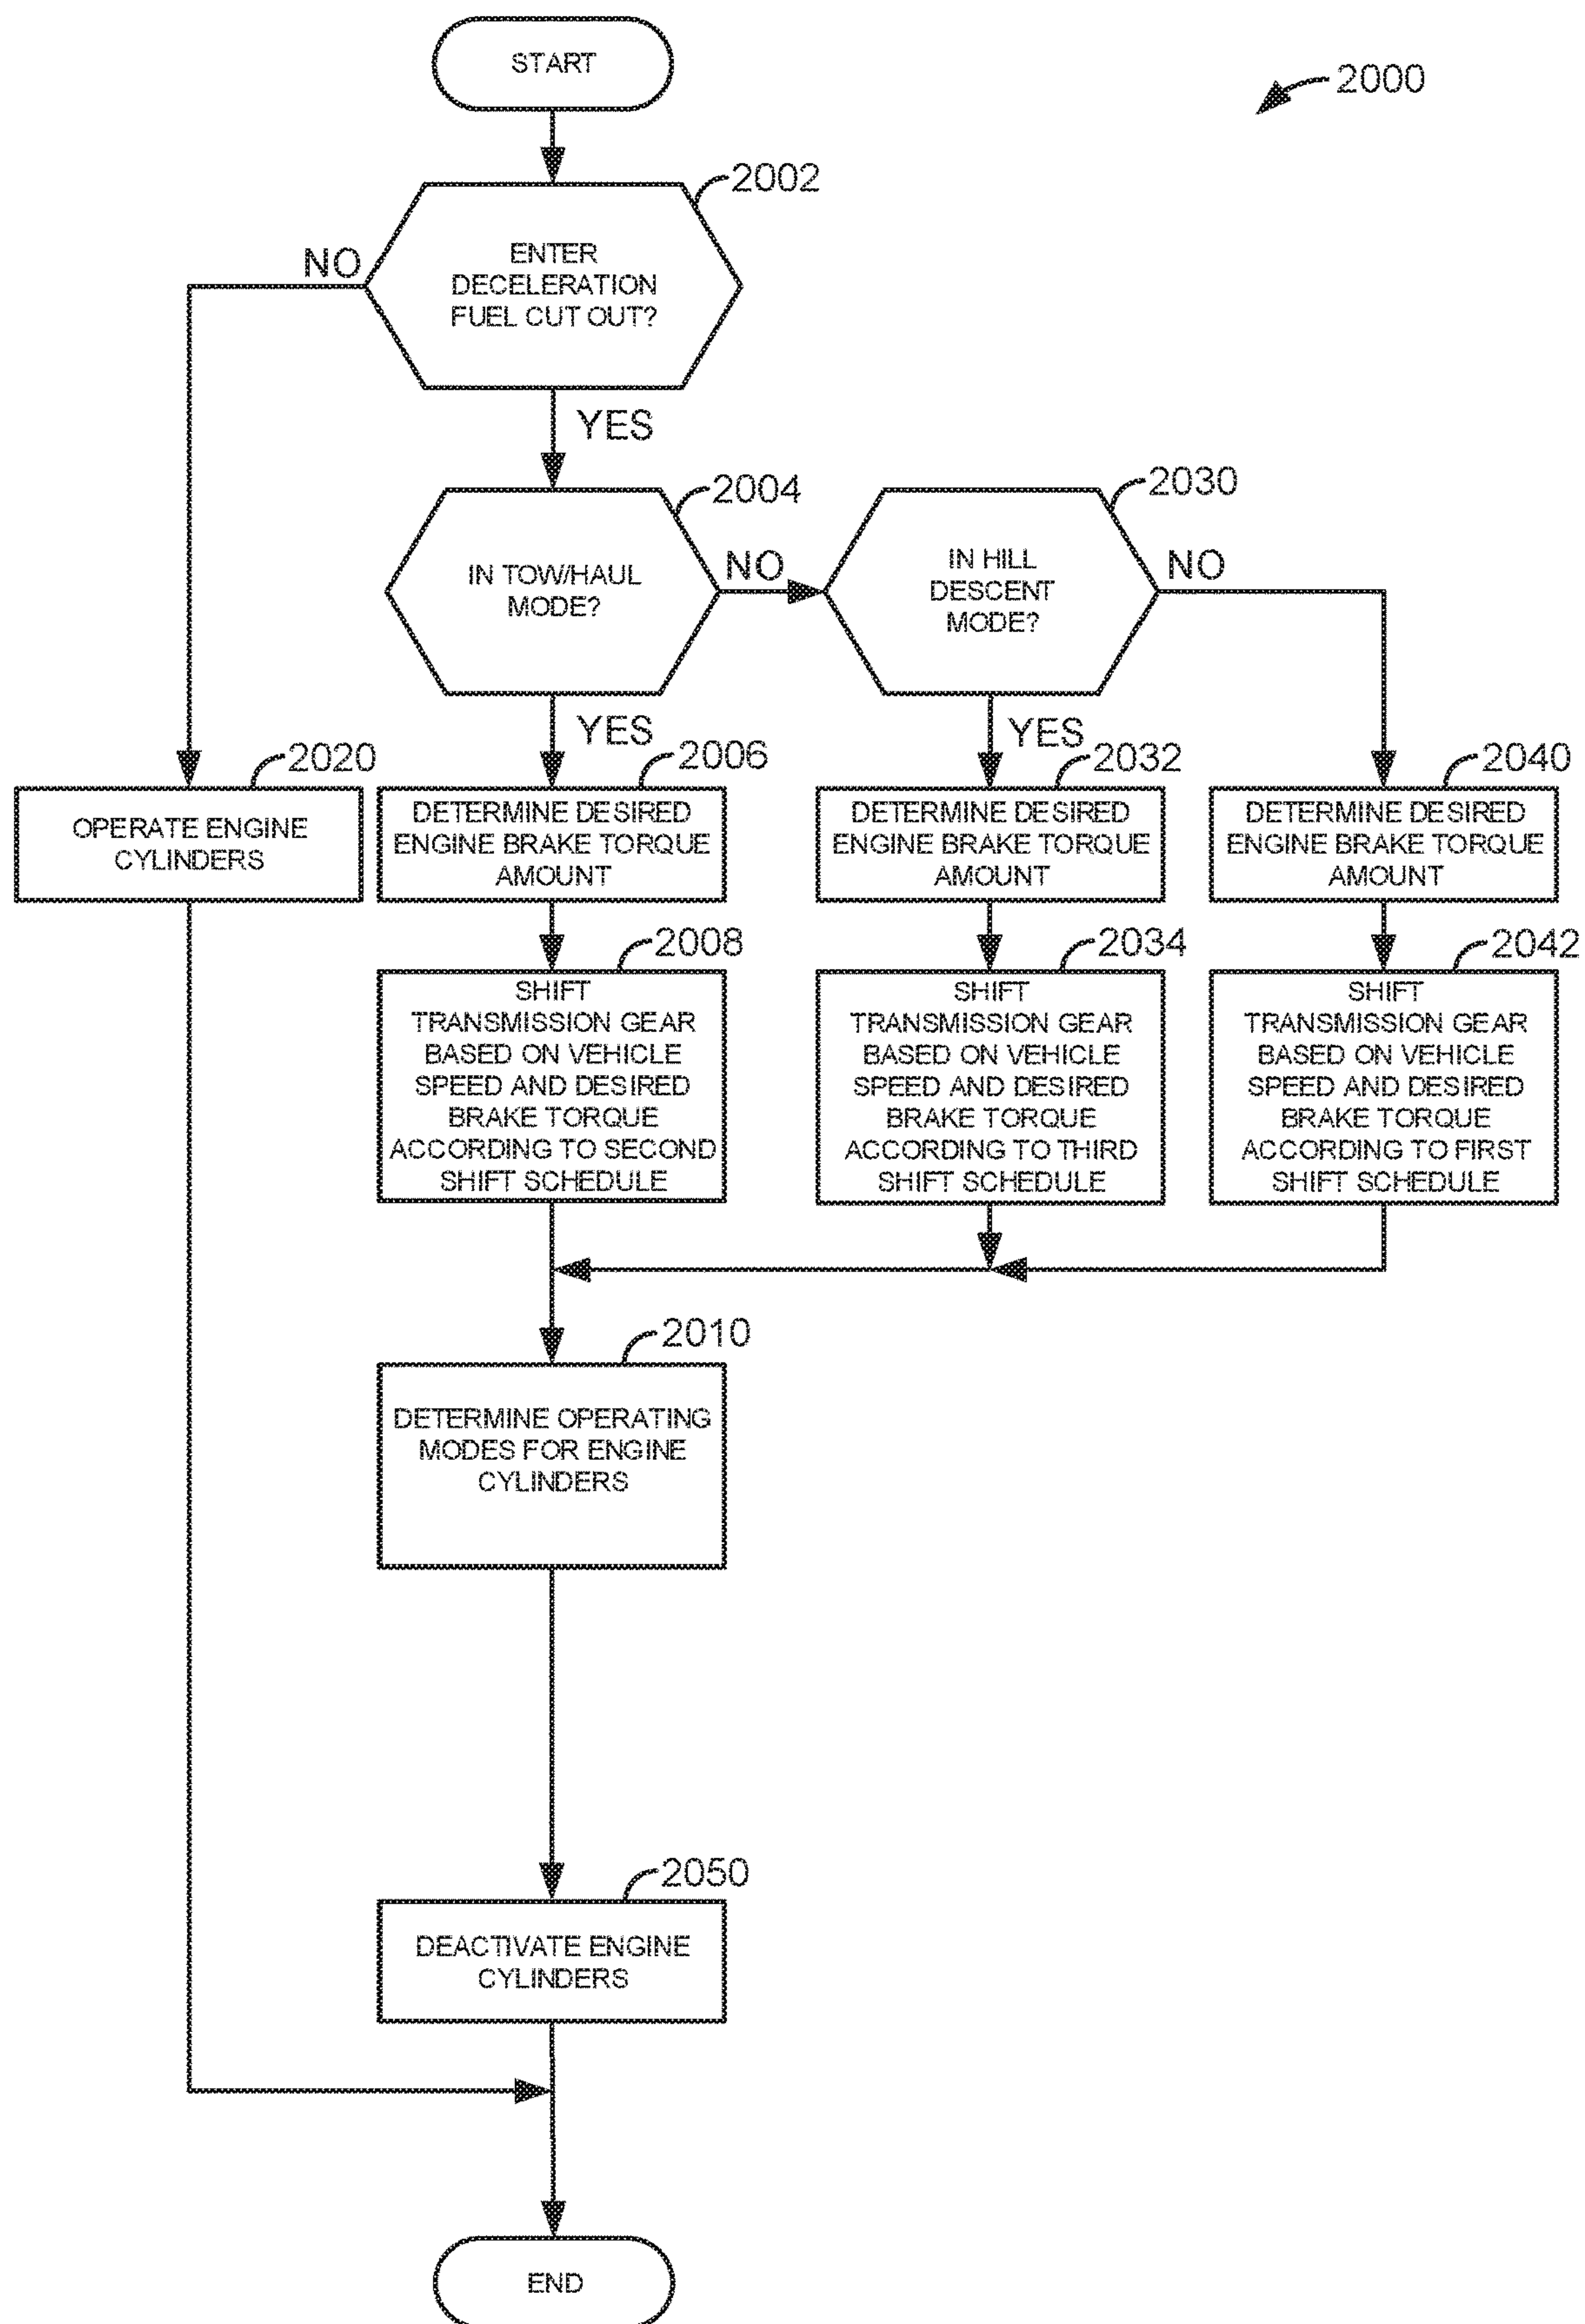 START
2000
2002
ENTER
DECELERATION
FUEL CUT OUT?
NO
YES
2004
IN TOW/HAUL
MODE?
NO
2030
IN HILL
DESCENT
MODE?
NO
YES
YES
2020
OPERATE ENGINE
CYLINDERS
2006
DETERMINE DESIRED
ENGINE BRAKE TORQUE
AMOUNT
2032
DETERMINE DESIRED
ENGINE BRAKE TORQUE
AMOUNT
2040
DETERMINE DESIRED
ENGINE BRAKE TORQUE
AMOUNT
2008
SHIFT
TRANSMISSION GEAR
BASED ON VEHICLE
SPEED AND DESIRED
BRAKE TORQUE
ACCORDING TO SECOND
SHIFT SCHEDULE
2034
SHIFT
TRANSMISSION GEAR
BASED ON VEHICLE
SPEED AND DESIRED
BRAKE TORQUE
ACCORDING TO THIRD
SHIFT SCHEDULE
2042
SHIFT
TRANSMISSION GEAR
BASED ON VEHICLE
SPEED AND DESIRED
BRAKE TORQUE
ACCORDING TO FIRST
SHIFT SCHEDULE
2010
DETERMINE OPERATING
MODES FOR ENGINE
CYLINDERS
2050
DEACTIVATE ENGINE
CYLINDERS
END